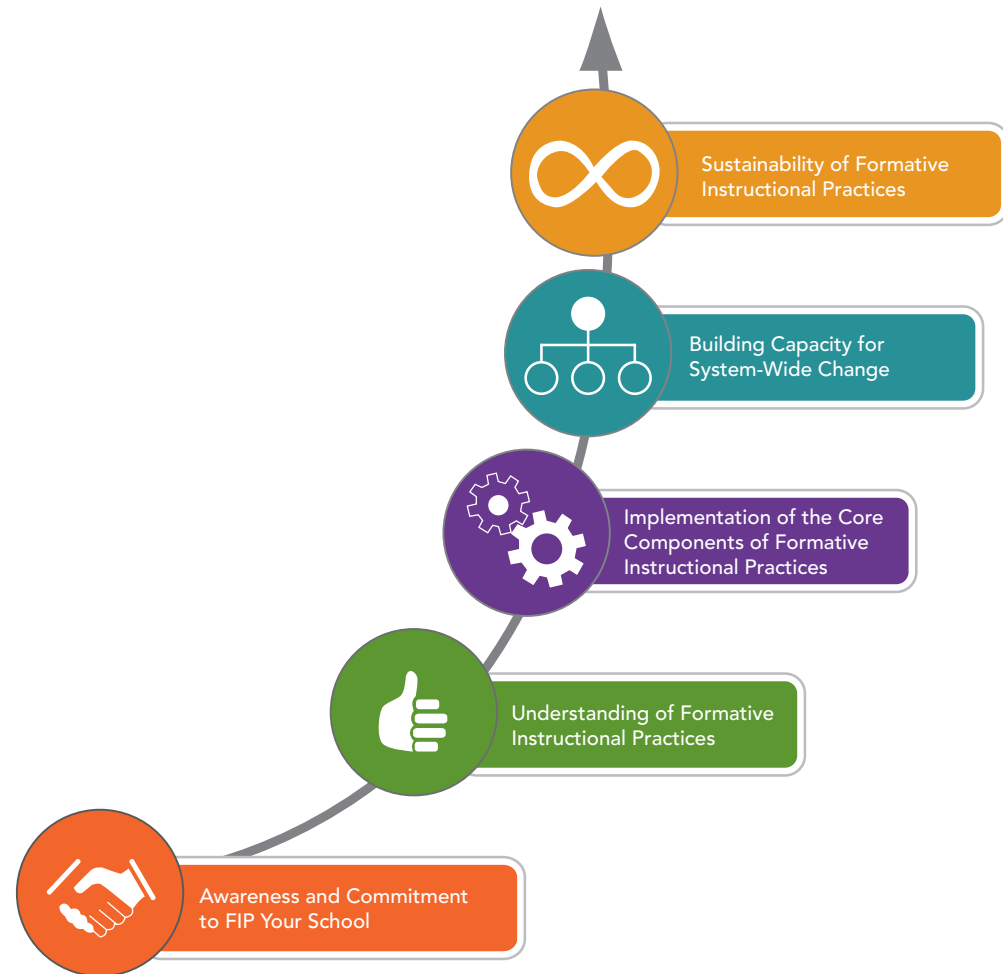 Sustainability of Formative
Instructional Practices
Building Capacity for
System-Wide Change
Implementation of the Core
Components of Formative
Instructional Practices
Understanding of Formative
Instructional Practices
Awareness and Commitment
to FIP Your School